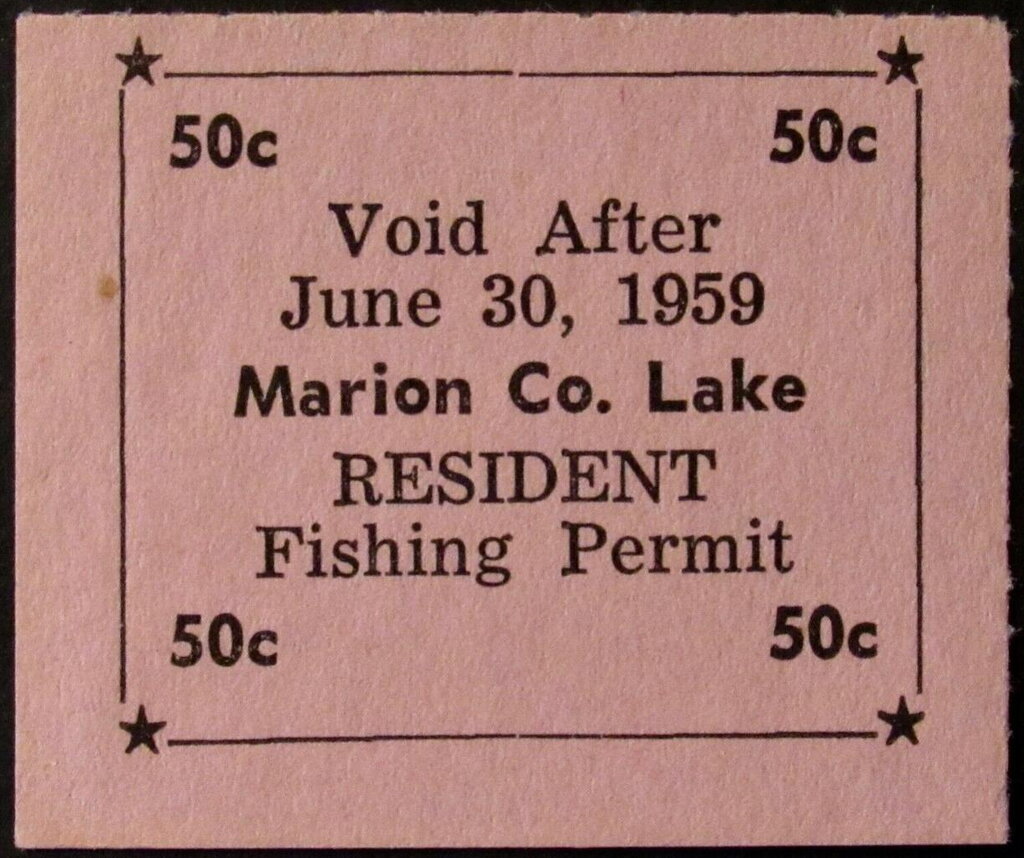 50c 50c
Void After
June 30, 1959
Marion Co. Lake
RESIDENT
Fishing Permit
50c 50c